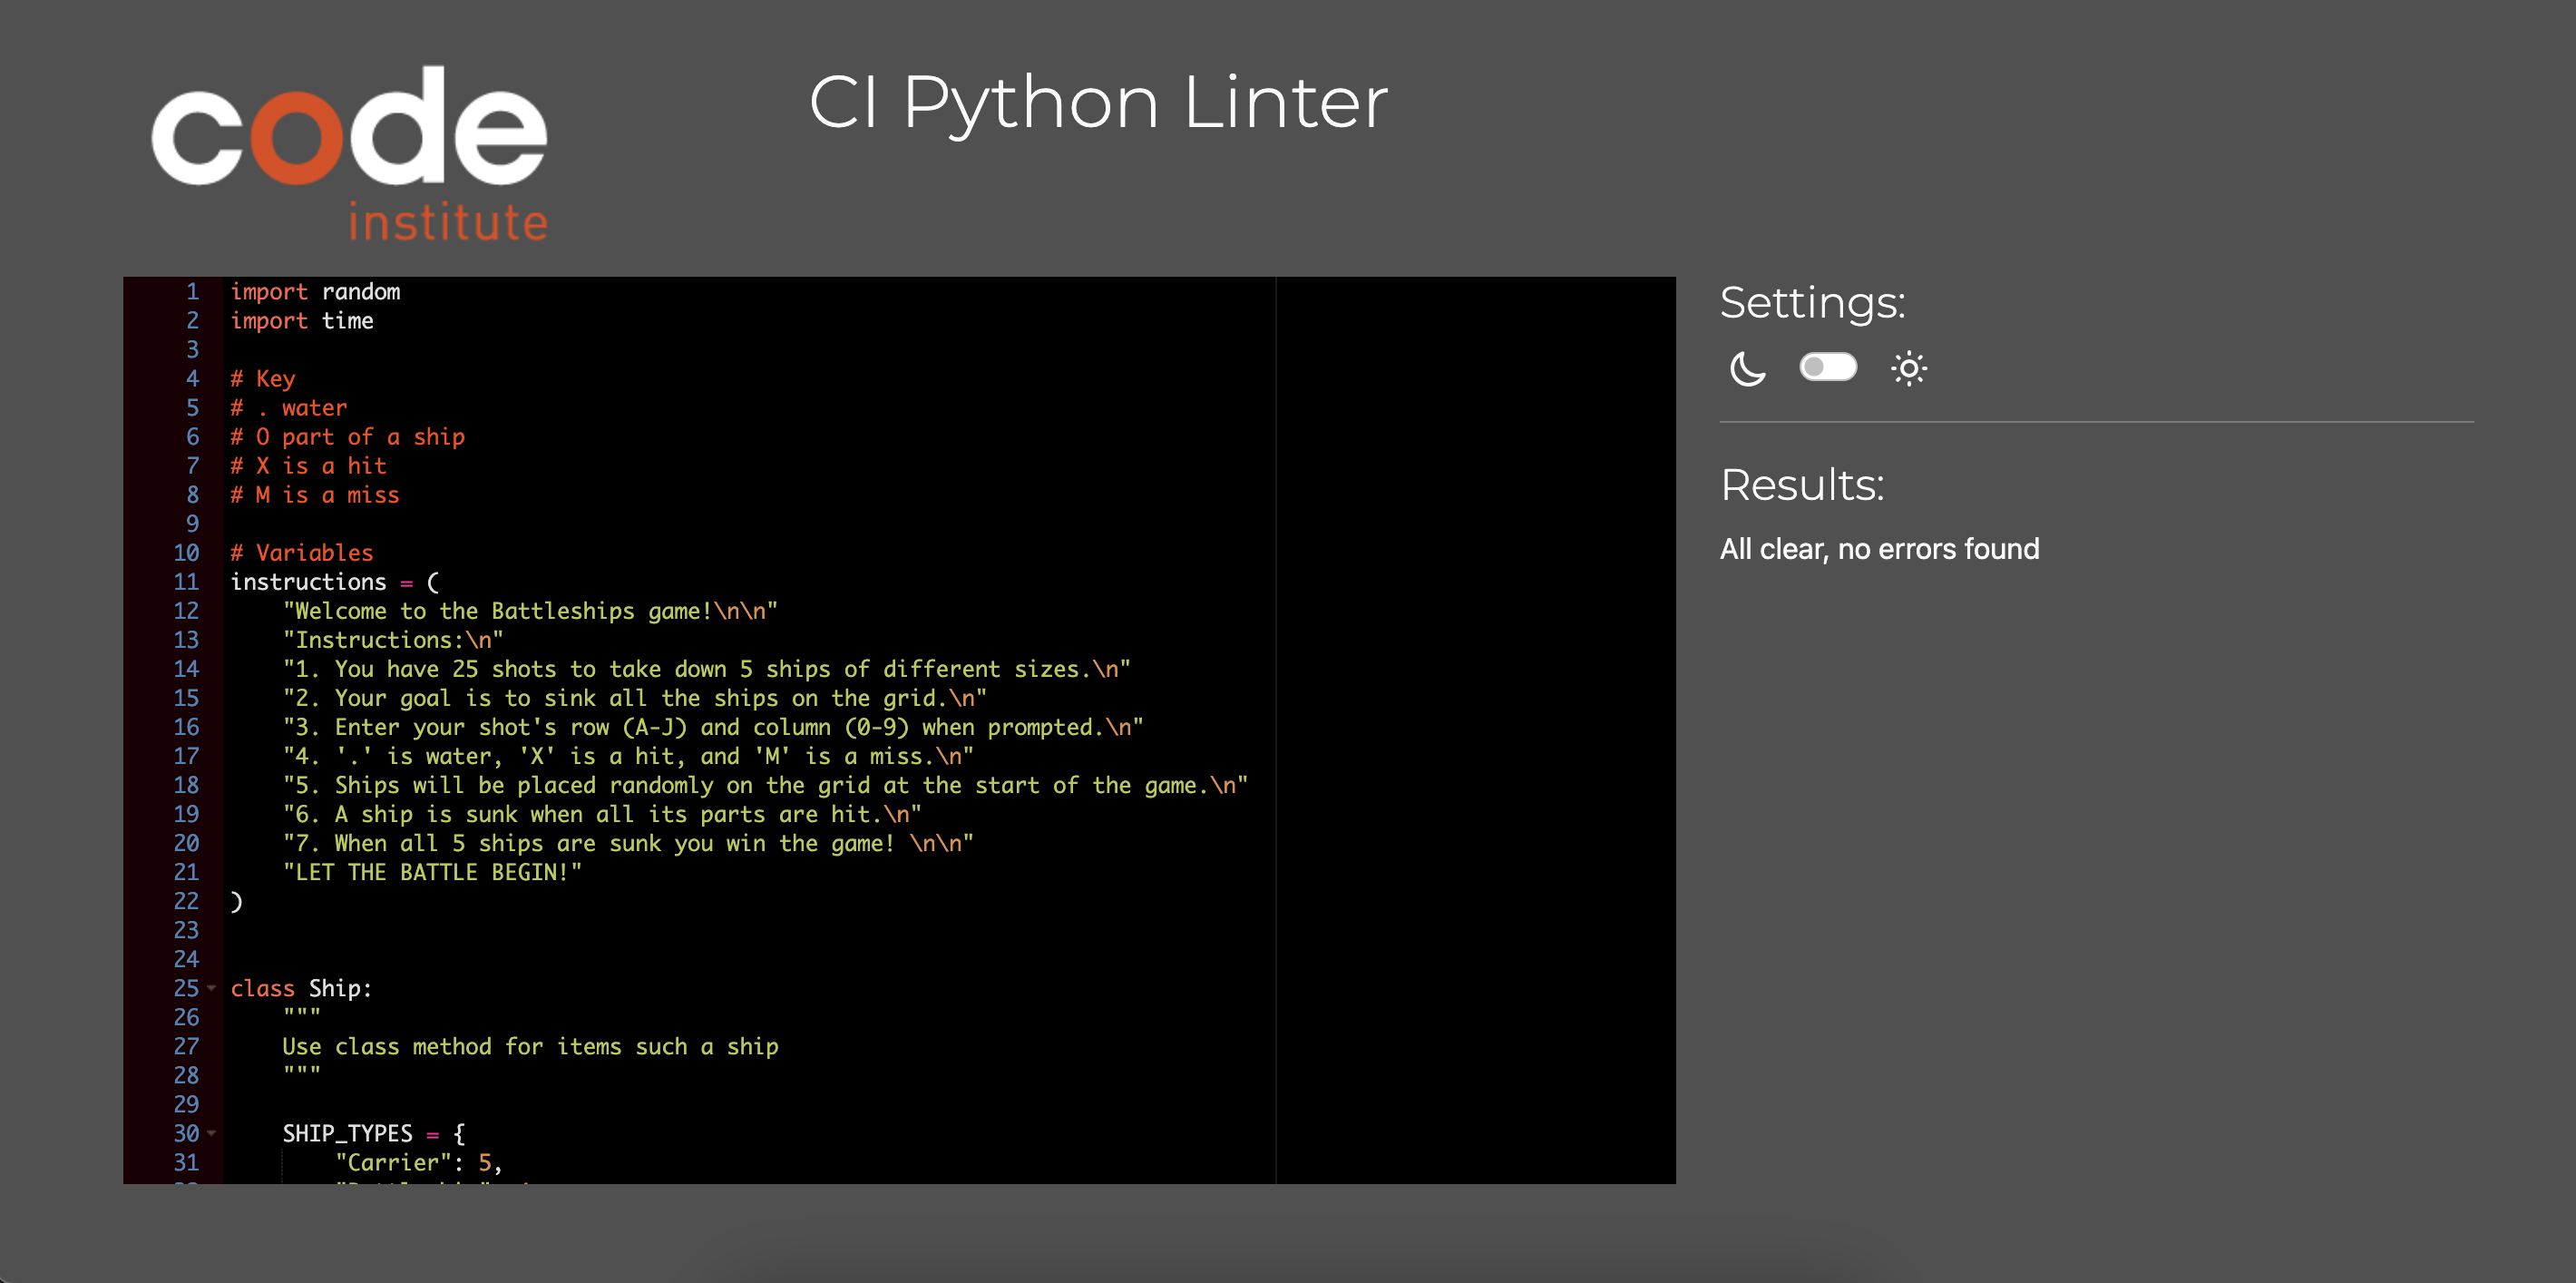 code
institute
CI Python Linter
1 import random
2 import time
3
4 # Key
5 # . water
6 # O part of a ship
7 # X is a hit
8 # M is a miss
9
10 # Variables
11 instructions = (
12 "Welcome to the Battleships game!\n\n"
13 "Instructions:\n"
14 "1. You have 25 shots to take down 5 ships of different sizes.\n"
15 "2. Your goal is to sink all the ships on the grid.\n"
16 "3. Enter your shot's row (A-J) and column (0-9) when prompted.\n"
17 "4. '.' is water, 'X' is a hit, and 'M' is a miss.\n"
18 "5. Ships will be placed randomly on the grid at the start of the game.\n"
19 "6. A ship is sunk when all its parts are hit.\n"
20 "7. When all 5 ships are sunk you win the game! \n\n"
21 "LET THE BATTLE BEGIN!"
22 )
23
24
25 class Ship:
26 """
27 Use class method for items such a ship
28 """
29
30 SHIP_TYPES = {
31 "Carrier": 5,
Settings:
Results:
All clear, no errors found